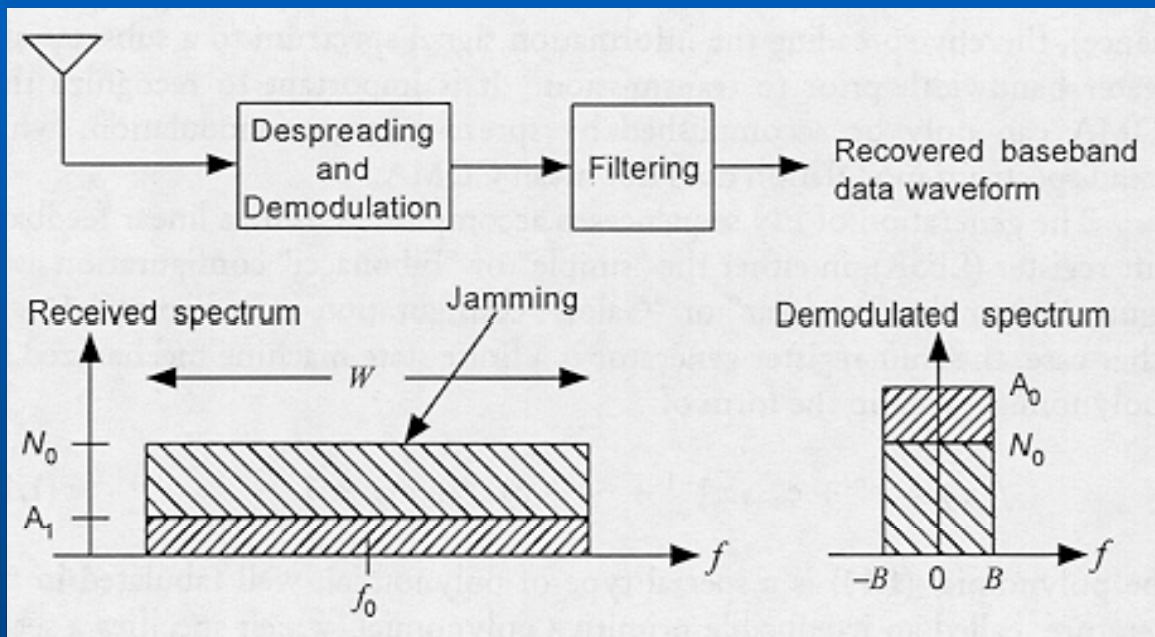 Despreading
and
Demodulation
Filtering
Recovered baseband
data waveform
Received spectrum
Jamming
W
N₀
A₁
f
f₀
Demodulated spectrum
A₀
N₀
f
−B 0 B